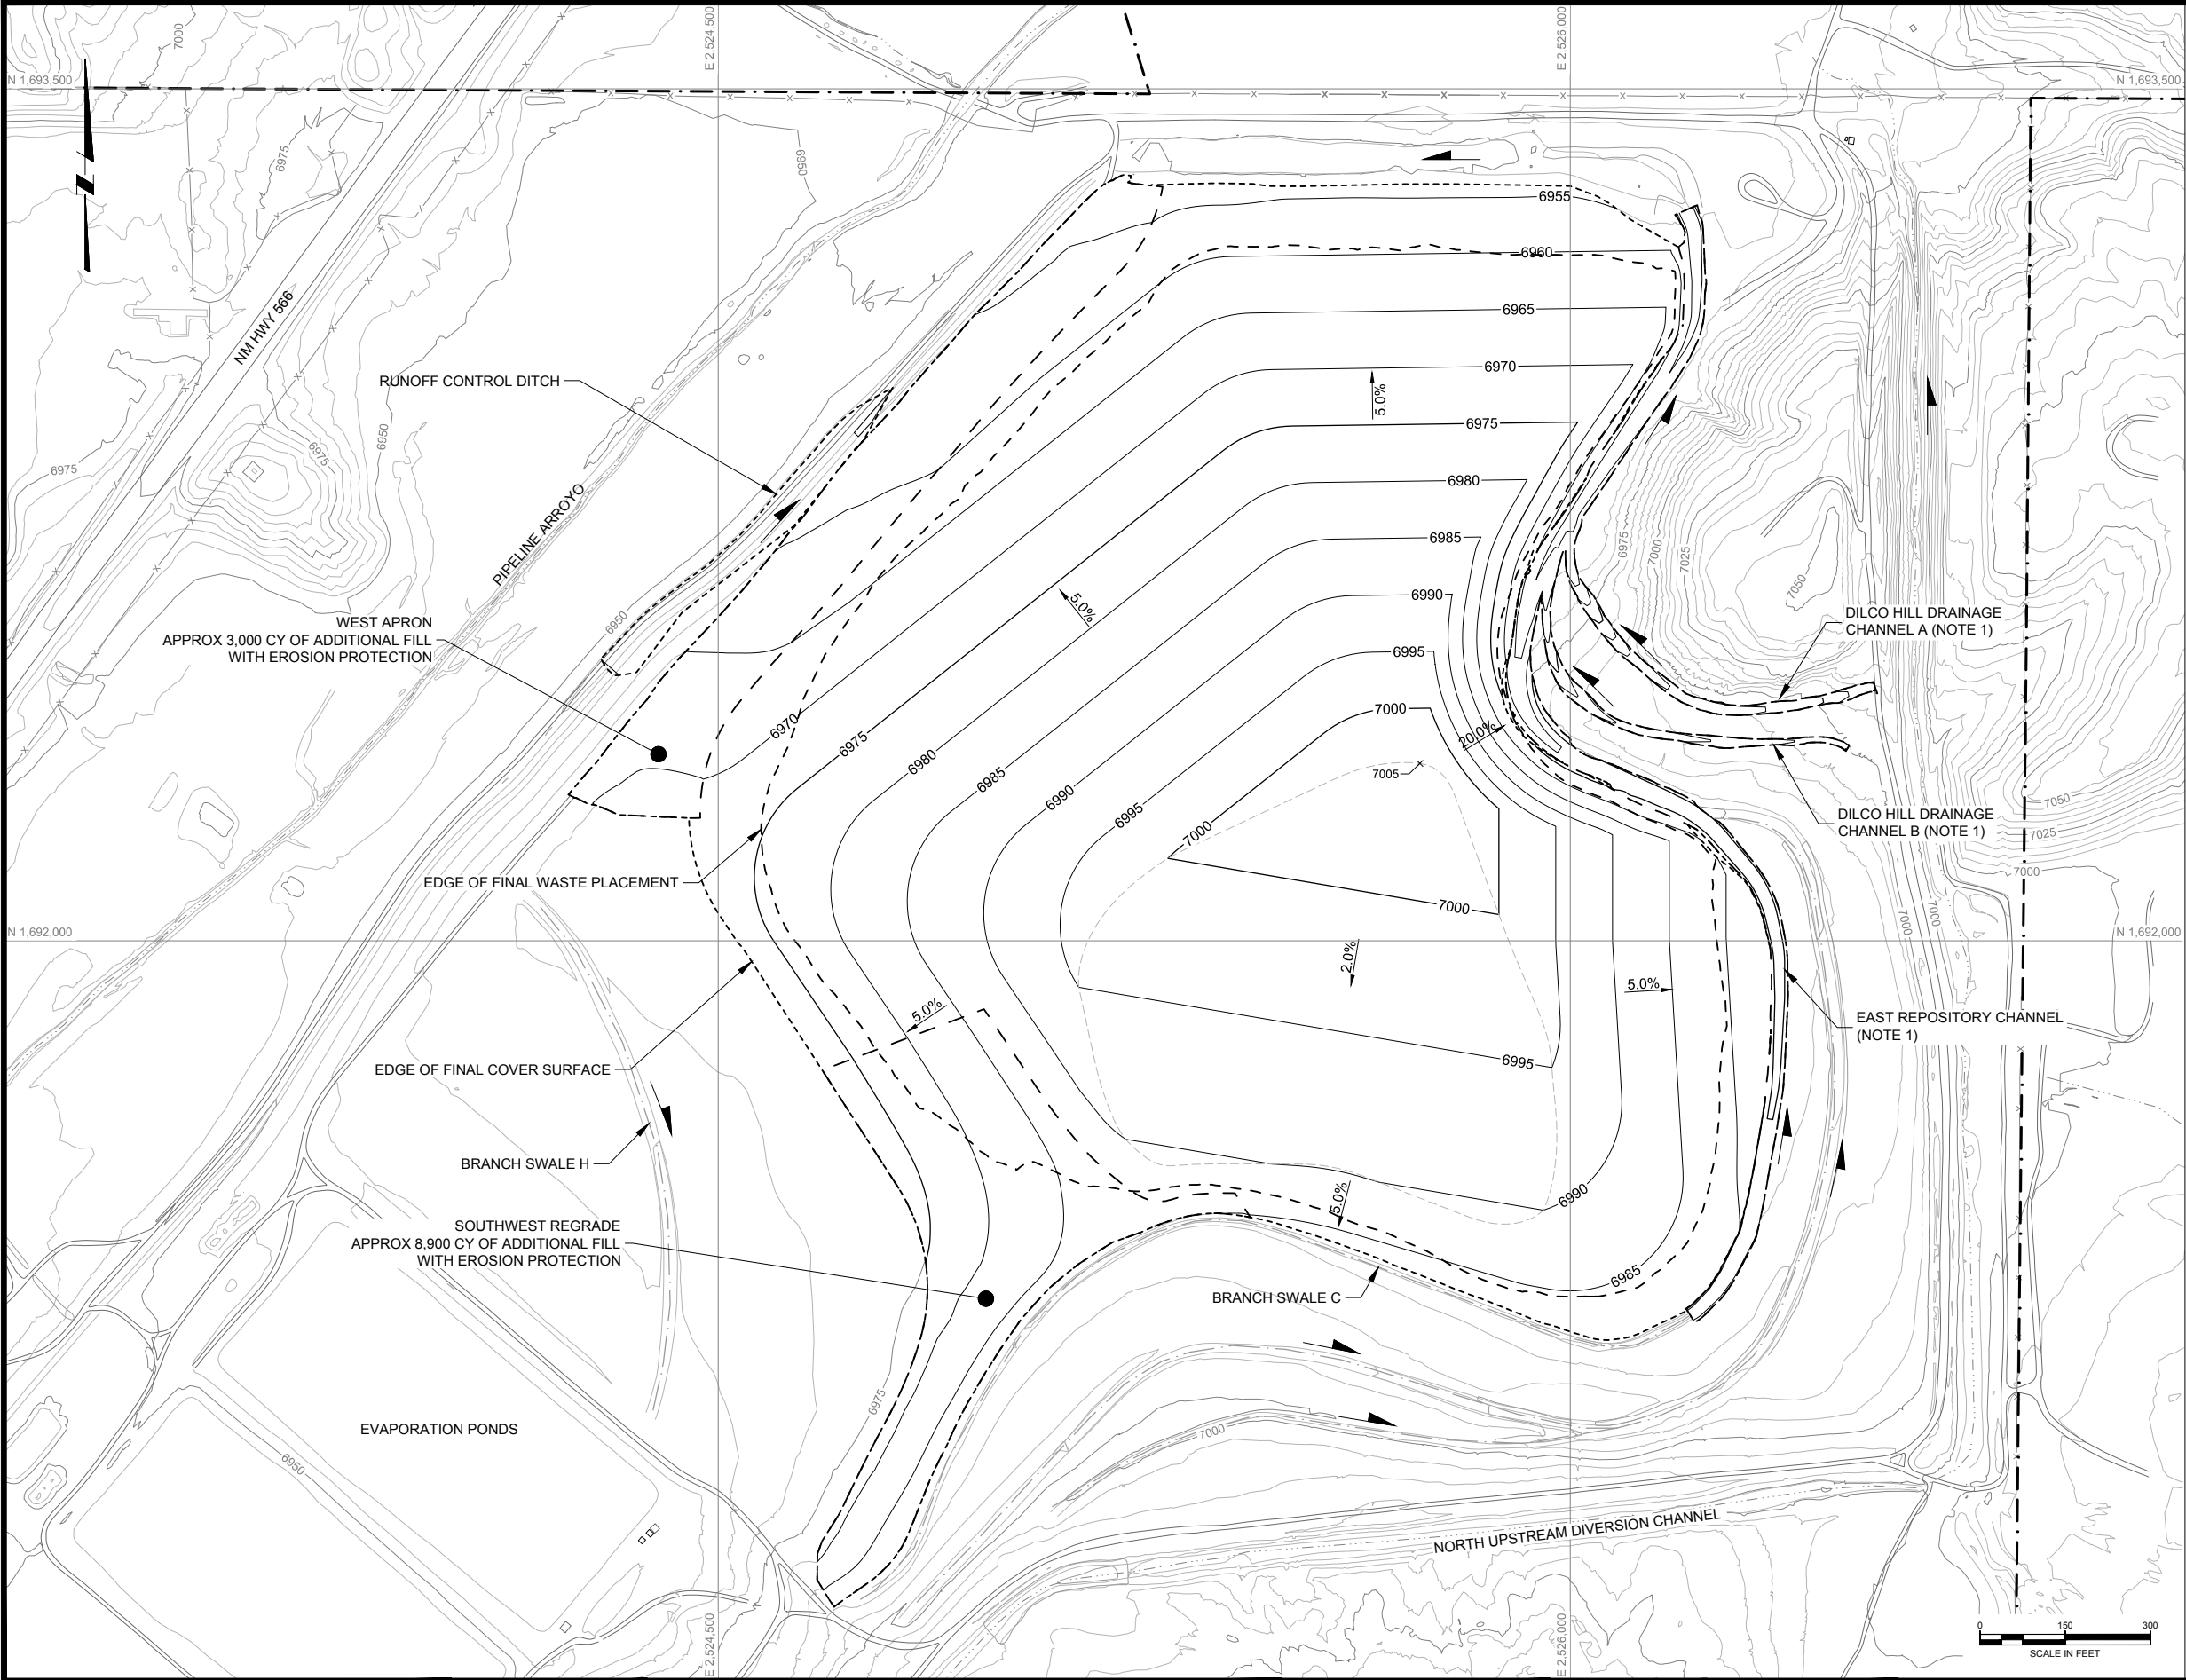 7000
E 2,524,500
E 2,526,000
N 1,693,500
N 1,693,500
6975
6950
N
6955
6960
NM HWY 566
6965
RUNOFF CONTROL DITCH
6970
5.0%
6975
6950
6975
6975
6980
PIPELINE ARROYO
6985
6975
7000
7025
7050
6990
5.0%
6950
WEST APRON
APPROX 3,000 CY OF ADDITIONAL FILL
WITH EROSION PROTECTION
DILCO HILL DRAINAGE
CHANNEL A (NOTE 1)
6995
7000
6970
6975
6980
6985
6990
6995
20.0%
7005
7000
7050
DILCO HILL DRAINAGE
CHANNEL B (NOTE 1)
7025
7000
EDGE OF FINAL WASTE PLACEMENT
7000
7000
7000
N 1,692,000
N 1,692,000
2.0%
5.0%
5.0%
EAST REPOSITORY CHANNEL
(NOTE 1)
6995
EDGE OF FINAL COVER SURFACE
BRANCH SWALE H
5.0%
6990
SOUTHWEST REGRADE
APPROX 8,900 CY OF ADDITIONAL FILL
WITH EROSION PROTECTION
6985
BRANCH SWALE C
6975
EVAPORATION PONDS
7000
6950
NORTH UPSTREAM DIVERSION CHANNEL
E 2,524,500
E 2,526,000
0 150 300
SCALE IN FEET